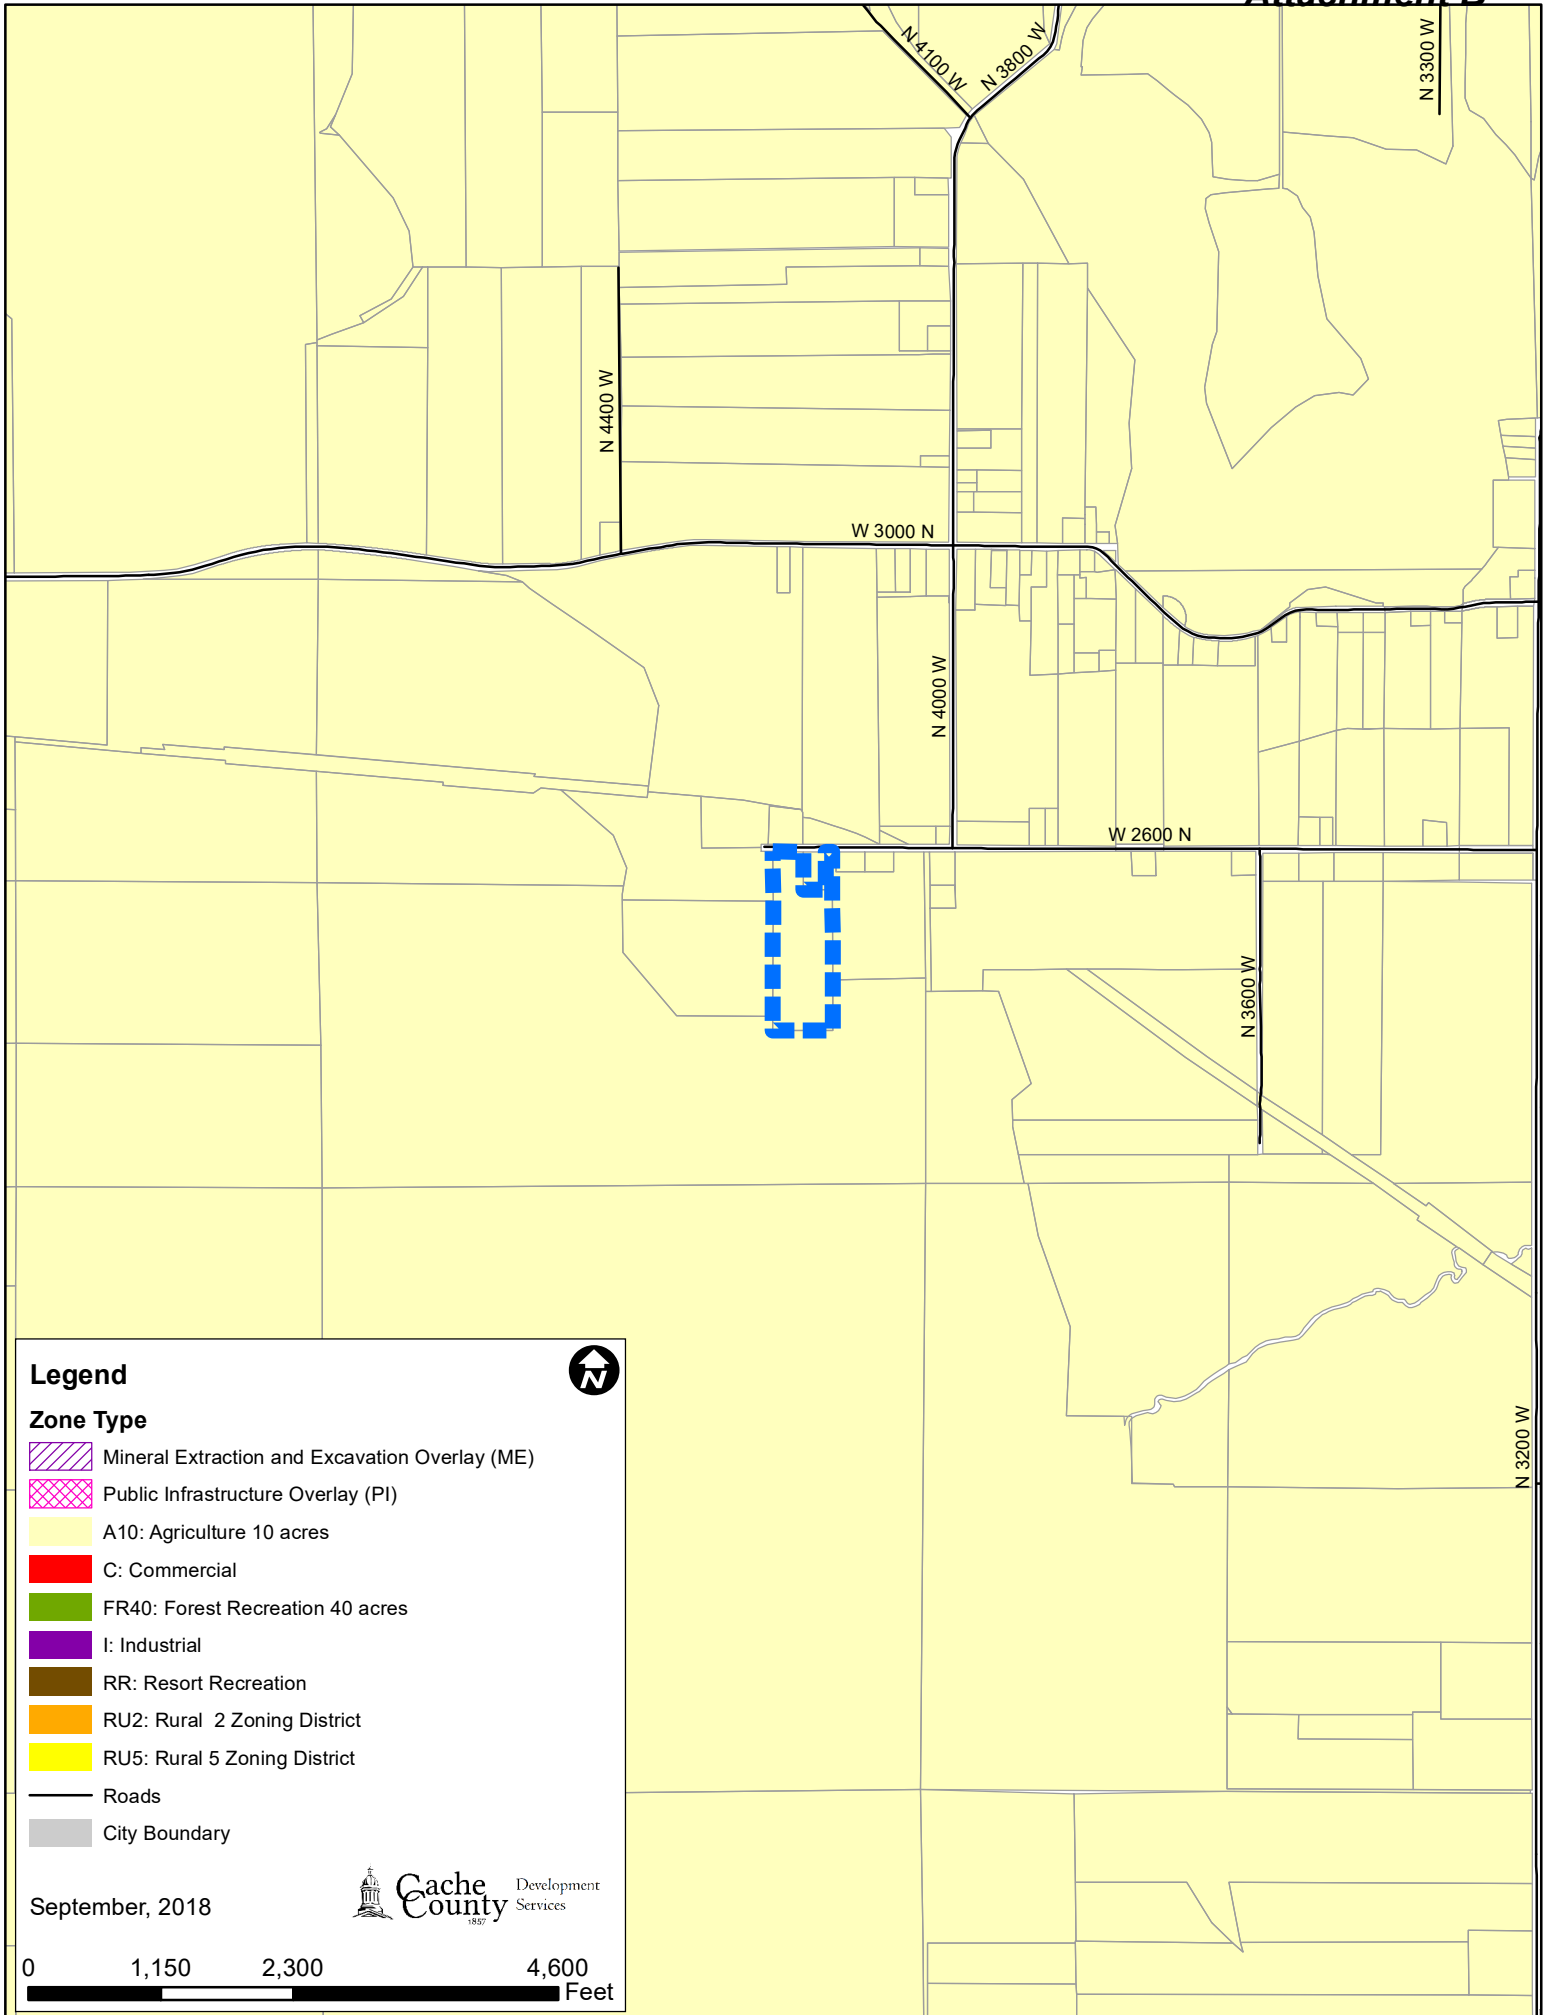 Attachment B
N 4100 W
N 3800 W
N 3300 W
N 4400 W
W 3000 N
N 4000 W
W 2600 N
N 3600 W
N 3200 W
Legend
N
Zone Type
Mineral Extraction and Excavation Overlay (ME)
Public Infrastructure Overlay (PI)
A10: Agriculture 10 acres
C: Commercial
FR40: Forest Recreation 40 acres
I: Industrial
RR: Resort Recreation
RU2: Rural 2 Zoning District
RU5: Rural 5 Zoning District
Roads
City Boundary
September, 2018
Cache County
1857
Development
Services
0 1,150 2,300 4,600
Feet